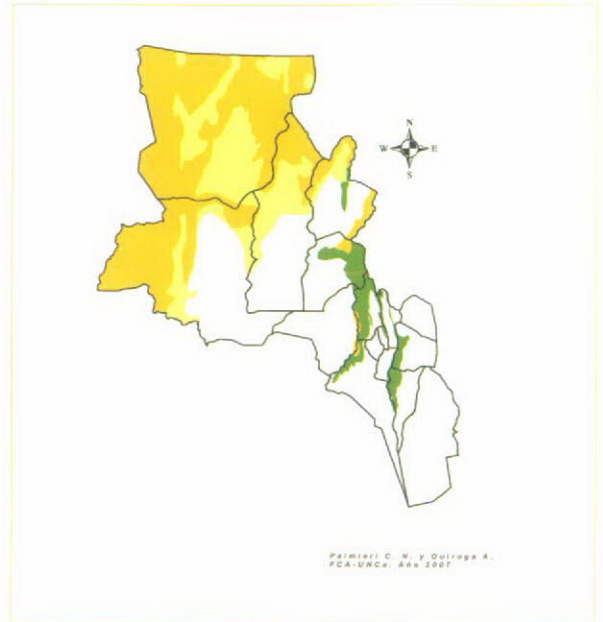 N
W E
S
Palmieri C. N. y Quiroga A.
FCA-UNCa. Año 2007